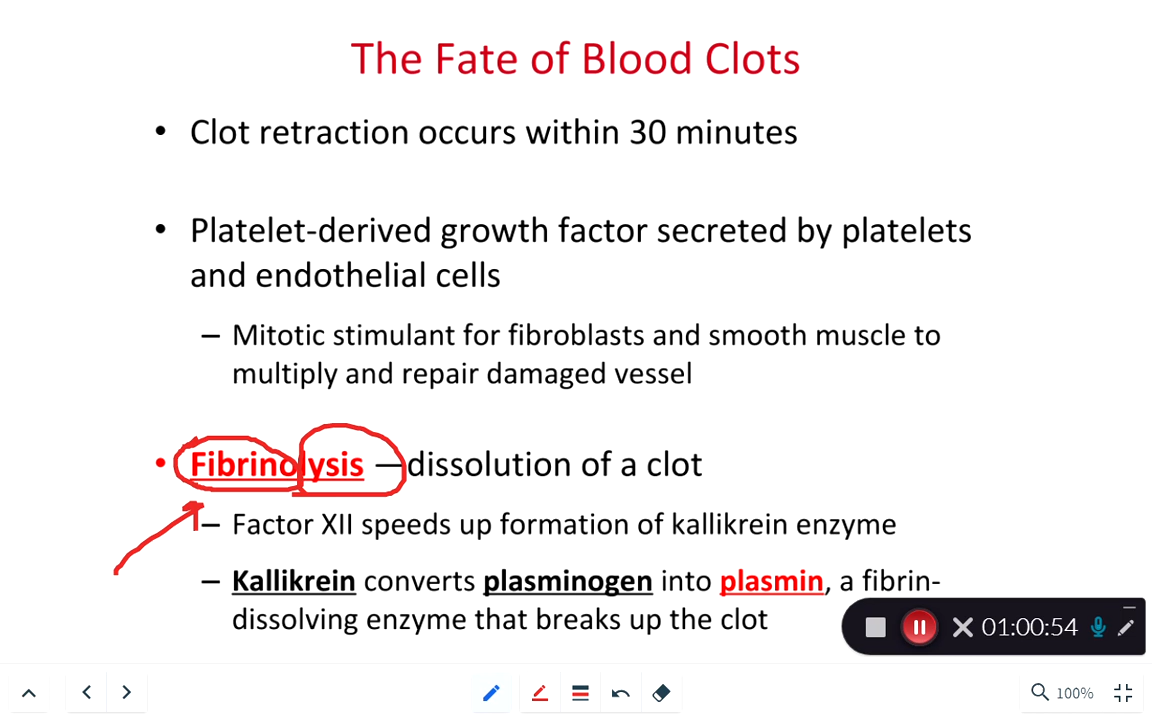 The Fate of Blood Clots
• Clot retraction occurs within 30 minutes
• Platelet-derived growth factor secreted by platelets
and endothelial cells
– Mitotic stimulant for fibroblasts and smooth muscle to
multiply and repair damaged vessel
• Fibrinolysis —dissolution of a clot
– Factor XII speeds up formation of kallikrein enzyme
– Kallikrein converts plasminogen into plasmin, a fibrin-
dissolving enzyme that breaks up the clot
01:00:54
100%